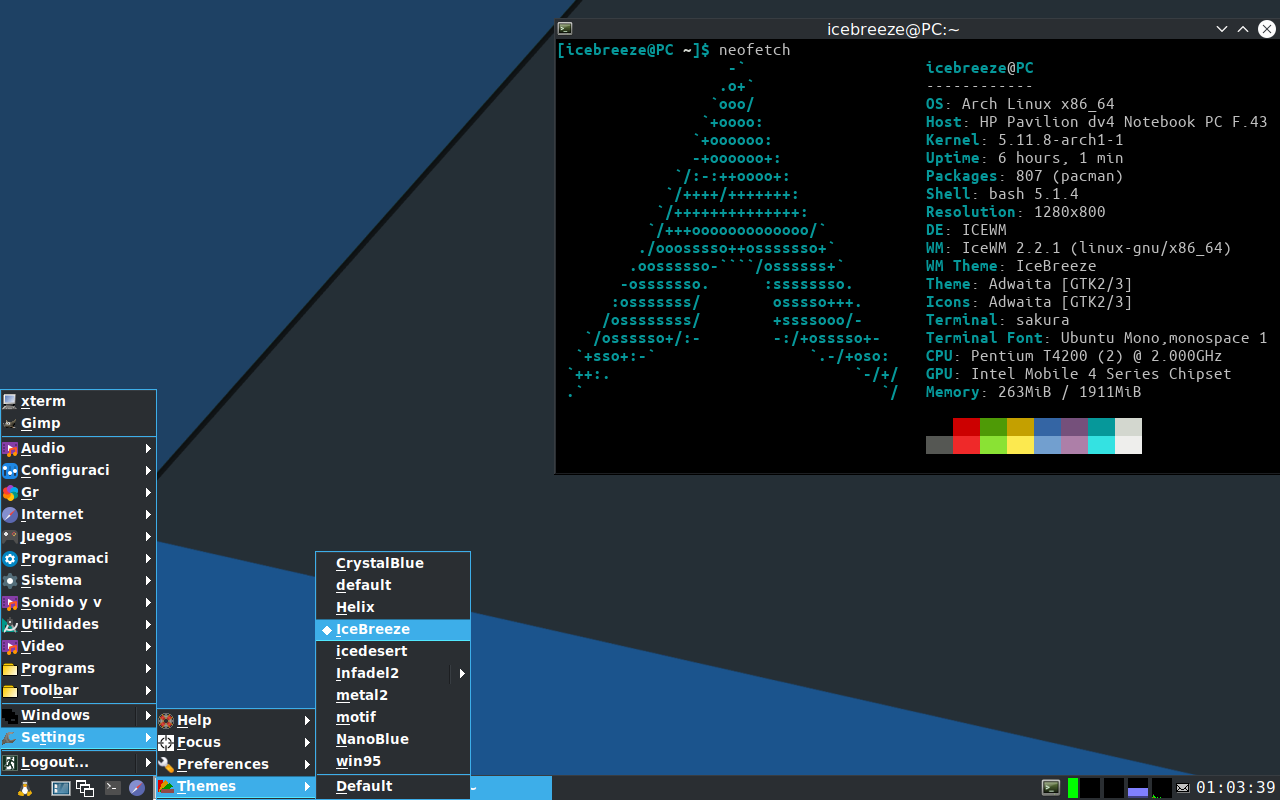 icebreeze@PC:~
[icebreeze@PC ~]$ neofetch
-`
.o+`
`ooo/
`+oooo:
`+oooooo:
-+oooooo+:
`/:-:++oooo+:
`/++++/+++++++:
`/++++++++++++++:
`/+++ooooooooooooo/`
./ooosssso++osssssso+`
.oossssso-````/ossssss+`
-osssssso. :ssssssso.
:osssssss/ osssso+++.
/ossssssss/ +ssssooo/-
`/ossssso+/:- -:/+osssso+-
`+sso+:-` `.-/+oso:
`++:. `-/+/
.` `/
icebreeze@PC
------------
OS: Arch Linux x86_64
Host: HP Pavilion dv4 Notebook PC F.43
Kernel: 5.11.8-arch1-1
Uptime: 6 hours, 1 min
Packages: 807 (pacman)
Shell: bash 5.1.4
Resolution: 1280x800
DE: ICEWM
WM: IceWM 2.2.1 (linux-gnu/x86_64)
WM Theme: IceBreeze
Theme: Adwaita [GTK2/3]
Icons: Adwaita [GTK2/3]
Terminal: sakura
Terminal Font: Ubuntu Mono,monospace 1
CPU: Pentium T4200 (2) @ 2.000GHz
GPU: Intel Mobile 4 Series Chipset
Memory: 263MiB / 1911MiB
xterm
Gimp
Audio
Configuraci
Gr
Internet
Juegos
Programaci
Sistema
Sonido y v
Utilidades
Video
Programs
Toolbar
Windows
Settings
Logout...
Help
Focus
Preferences
Themes
CrystalBlue
default
Helix
IceBreeze
icedesert
Infadel2
metal2
motif
NanoBlue
win95
Default
~
01:03:39